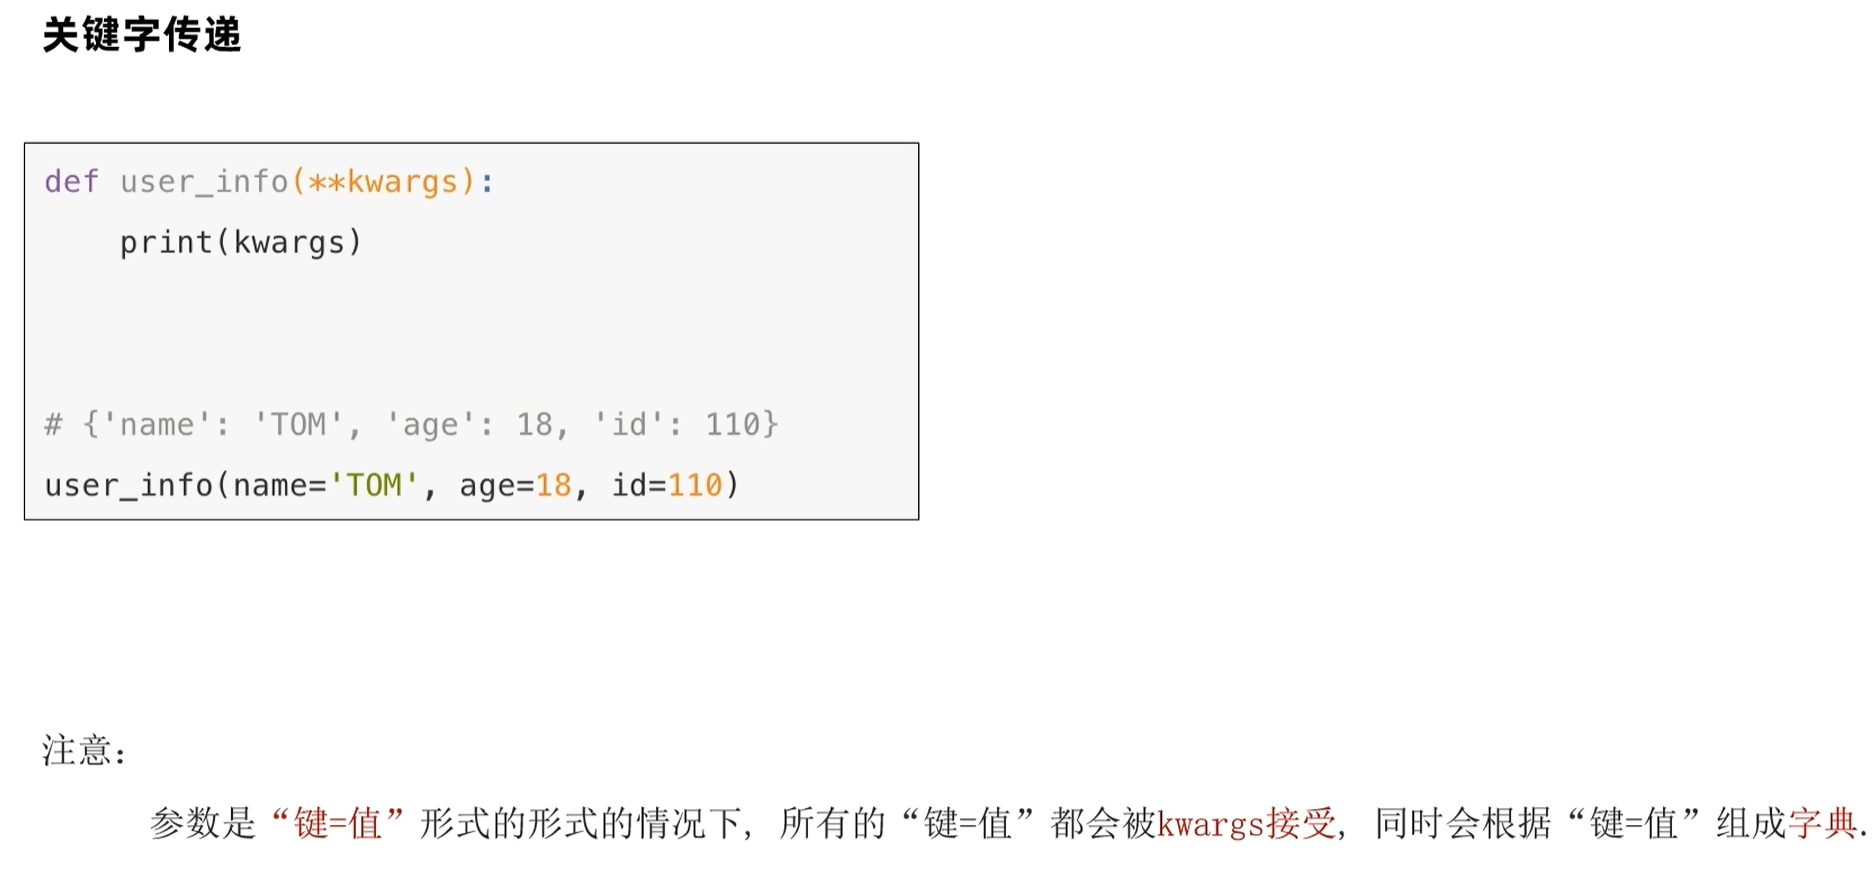 关键字传递
def user_info(**kwargs):
    print(kwargs)
# {'name': 'TOM', 'age': 18, 'id': 110}
user_info(name='TOM', age=18, id=110)
注意：
参数是“键=值”形式的形式的情况下, 所有的“键=值”都会被kwargs接受, 同时会根据“键=值”组成字典.